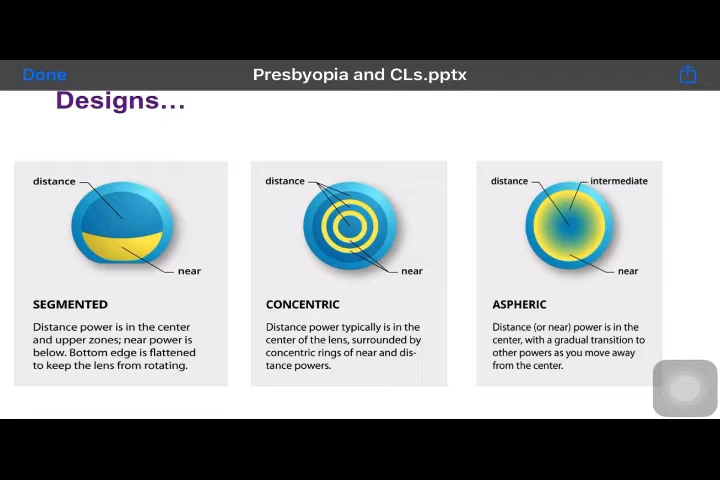 Done
Presbyopia and CLs.pptx
Designs...
distance
near
SEGMENTED
Distance power is in the center
and upper zones; near power is
below. Bottom edge is flattened
to keep the lens from rotating.
distance
near
CONCENTRIC
Distance power typically is in the
center of the lens, surrounded by
concentric rings of near and dis-
tance powers.
distance
intermediate
near
ASPHERIC
Distance (or near) power is in the
center, with a gradual transition to
other powers as you move away
from the center.